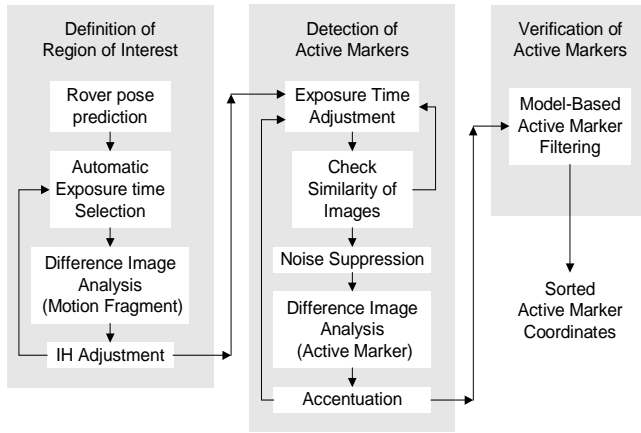 Definition of
Region of Interest
Rover pose
prediction
Automatic
Exposure time
Selection
Difference Image
Analysis
(Motion Fragment)
IH Adjustment
Detection of
Active Markers
Exposure Time
Adjustment
Check
Similarity of
Images
Noise Suppression
Difference Image
Analysis
(Active Marker)
Accentuation
Verification
of Active Markers
Model-Based
Active Marker
Filtering
Sorted
Active Marker
Coordinates